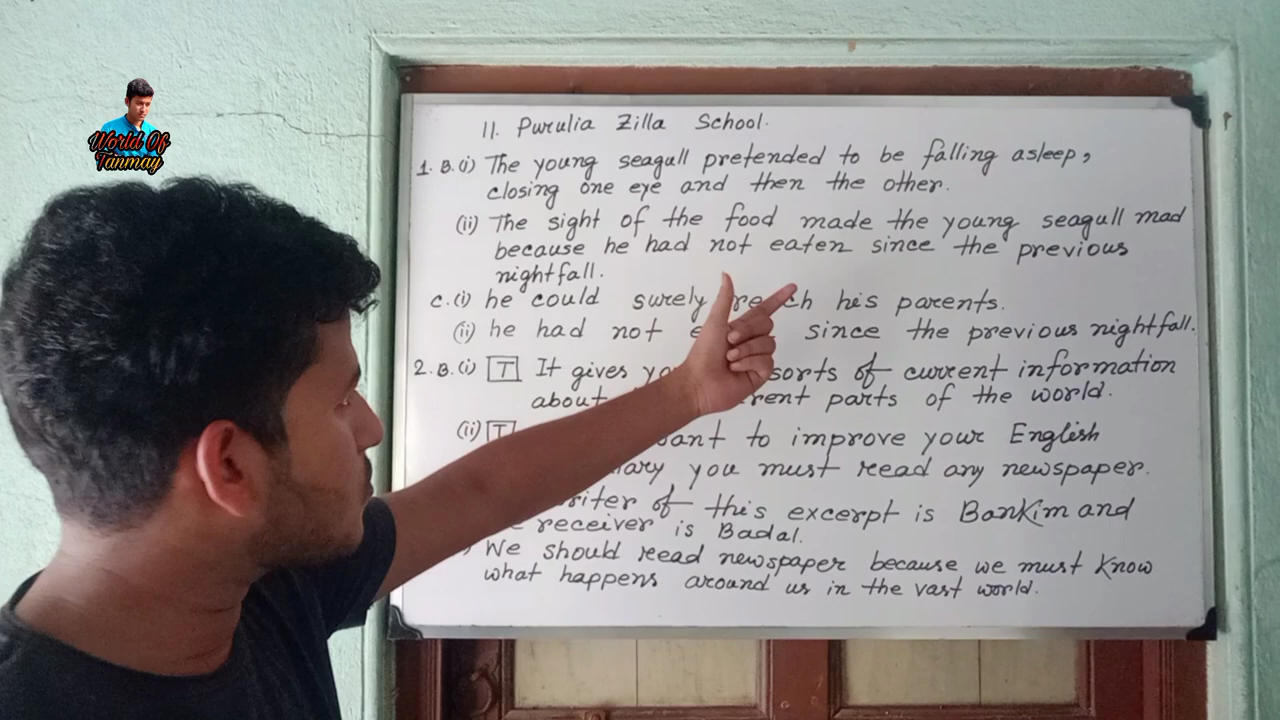 World Of
Tanmay
11. Purulia Zilla School.
1. B. (i) The young seagull pretended to be falling asleep,
closing one eye and then the other.
(ii) The sight of the food made the young seagull mad
because he had not eaten since the previous
nightfall.
C. (i) he could surely reach his parents.
(ii) he had not since the previous nightfall.
2. B. (i) T It gives sorts of current information
about parts of the world.
(ii) T want to improve your English
you must read any newspaper.
of this excerpt is Bankim and
receiver is Badal.
We should read newspaper because we must know
what happens around us in the vast world.